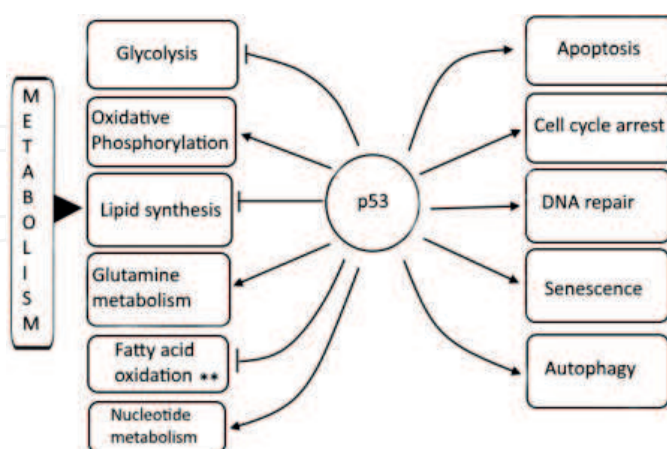 METABOLISM
Glycolysis
Oxidative
Phosphorylation
Lipid synthesis
Glutamine
metabolism
Fatty acid
oxidation **
Nucleotide
metabolism
p53
Apoptosis
Cell cycle arrest
DNA repair
Senescence
Autophagy